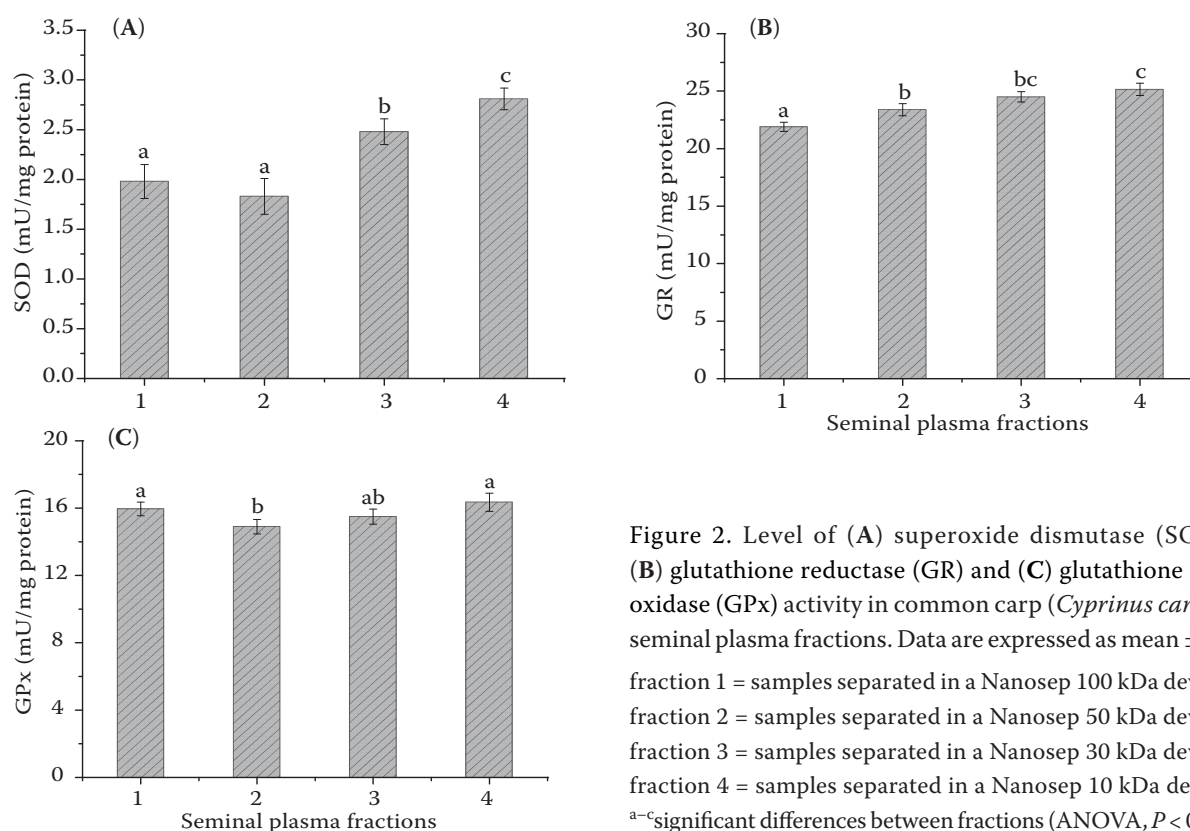 (A)
3.5
3.0
2.5
2.0
1.5
1.0
0.5
0.0
SOD (mU/mg protein)
a
a
b
c
1
2
3
4
(B)
30
25
20
15
10
5
0
GR (mU/mg protein)
a
b
bc
c
1
2
3
4
Seminal plasma fractions
(C)
20
16
12
8
4
0
GPx (mU/mg protein)
a
b
ab
a
1
2
3
4
Seminal plasma fractions
Figure 2. Level of (A) superoxide dismutase
(B) glutathione reductase (GR) and (C) glutathione
oxidase (GPx) activity in common carp (Cyprinus
seminal plasma fractions. Data are expressed as mean ±
fraction 1 = samples separated in a Nanosep 100 kDa
fraction 2 = samples separated in a Nanosep 50 kDa
fraction 3 = samples separated in a Nanosep 30 kDa
fraction 4 = samples separated in a Nanosep 10 kDa
a–csignificant differences between fractions (ANOVA, P <